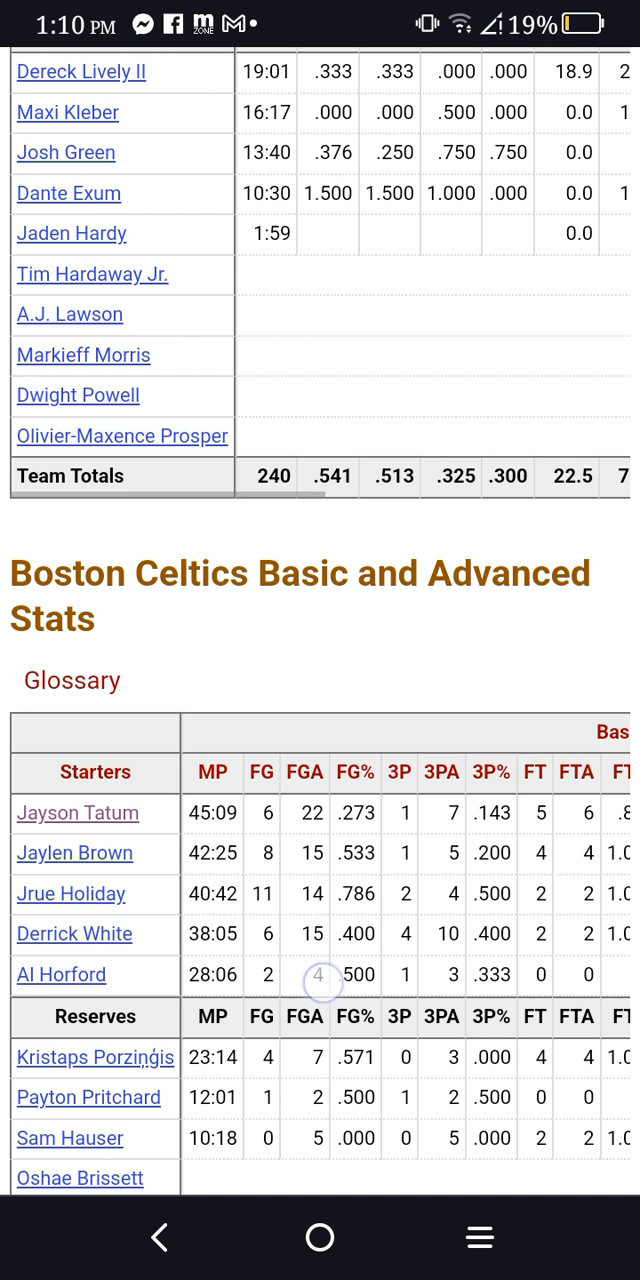 1:10 PM m ZONE 19%
Dereck Lively II 19:01 .333 .333 .000 .000 18.9 2
Maxi Kleber 16:17 .000 .000 .500 .000 0.0 1
Josh Green 13:40 .376 .250 .750 .750 0.0
Dante Exum 10:30 1.500 1.500 1.000 .000 0.0 1
Jaden Hardy 1:59 0.0
Tim Hardaway Jr.
A.J. Lawson
Markieff Morris
Dwight Powell
Olivier-Maxence Prosper
Team Totals 240 .541 .513 .325 .300 22.5 7
Boston Celtics Basic and Advanced
Stats
Glossary
Bas
Starters MP FG FGA FG% 3P 3PA 3P% FT FTA FT
Jayson Tatum 45:09 6 22 .273 1 7 .143 5 6 .8
Jaylen Brown 42:25 8 15 .533 1 5 .200 4 4 1.0
Jrue Holiday 40:42 11 14 .786 2 4 .500 2 2 1.0
Derrick White 38:05 6 15 .400 4 10 .400 2 2 1.0
Al Horford 28:06 2 4 .500 1 3 .333 0 0
Reserves MP FG FGA FG% 3P 3PA 3P% FT FTA FT
Kristaps Porziņģis 23:14 4 7 .571 0 3 .000 4 4 1.0
Payton Pritchard 12:01 1 2 .500 1 2 .500 0 0
Sam Hauser 10:18 0 5 .000 0 5 .000 2 2 1.0
Oshae Brissett